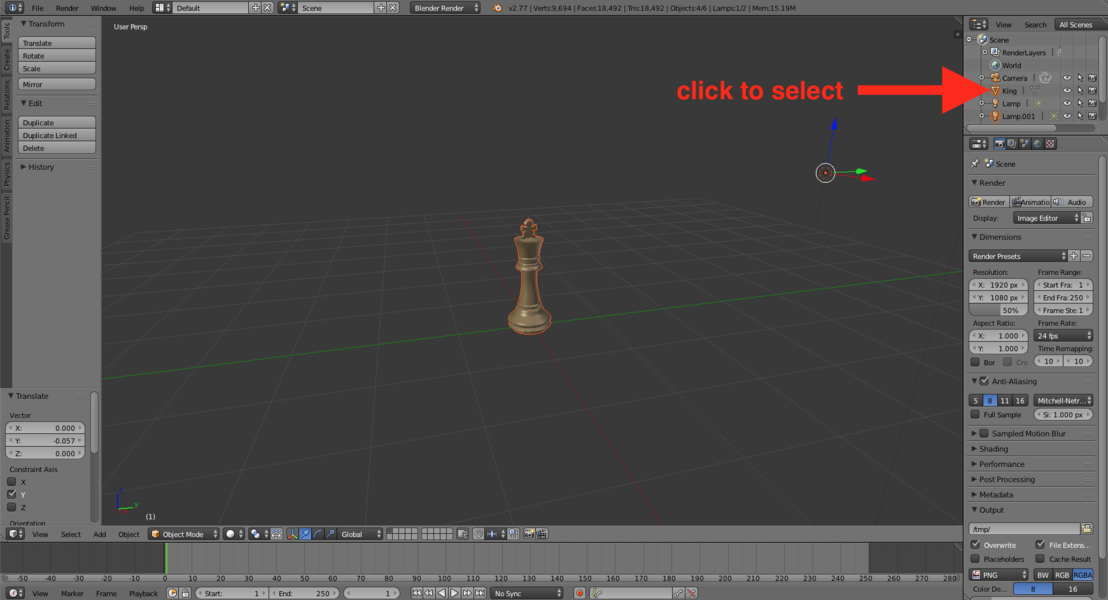 File Render Window Help Default Scene Blender Render v2.77 | Verts:9,694 | Faces:18,492 | Tris:18,492 | Objects:4/6 | Lamps:1/2 | Mem:15.19M
Tools
Create
Relations
Animation
Physics
Grease Pencil
Transform
Translate
Rotate
Scale
Mirror
Edit
Duplicate
Duplicate Linked
Delete
History
Translate
Vector
X: 0.000
Y: -0.057
Z: 0.000
Constraint Axis
X
Y
Z
Orientation
User Persp
click to select
(1)
View Select Add Object Object Mode Global
-50 -40 -30 -20 -10 0 10 20 30 40 50 60 70 80 90 100 110 120 130 140 150 160 170 180 190 200 210 220 230 240 250 260 270 280
View Marker Frame Playback Start: 1 End: 250 1 No Sync
View Search All Scenes
Scene
RenderLayers
World
Camera
King
Lamp
Lamp.001
Scene
Render
Render Animatio Audio
Display: Image Editor
Dimensions
Render Presets
Resolution: Frame Range:
X: 1920 px Start Fra: 1
Y: 1080 px End Fra: 250
50% Frame Ste: 1
Aspect Ratio: Frame Rate:
X: 1.000 24 fps
Y: 1.000 Time Remapping:
Bor Cro 10 10
Anti-Aliasing
5 8 11 16 Mitchell-Netr...
Full Sample Si: 1.000 px
Sampled Motion Blur
Shading
Performance
Post Processing
Metadata
Output
/tmp/
Overwrite File Extens...
Placeholders Cache Result
PNG BW RGB RGBA
Color De... 8 16